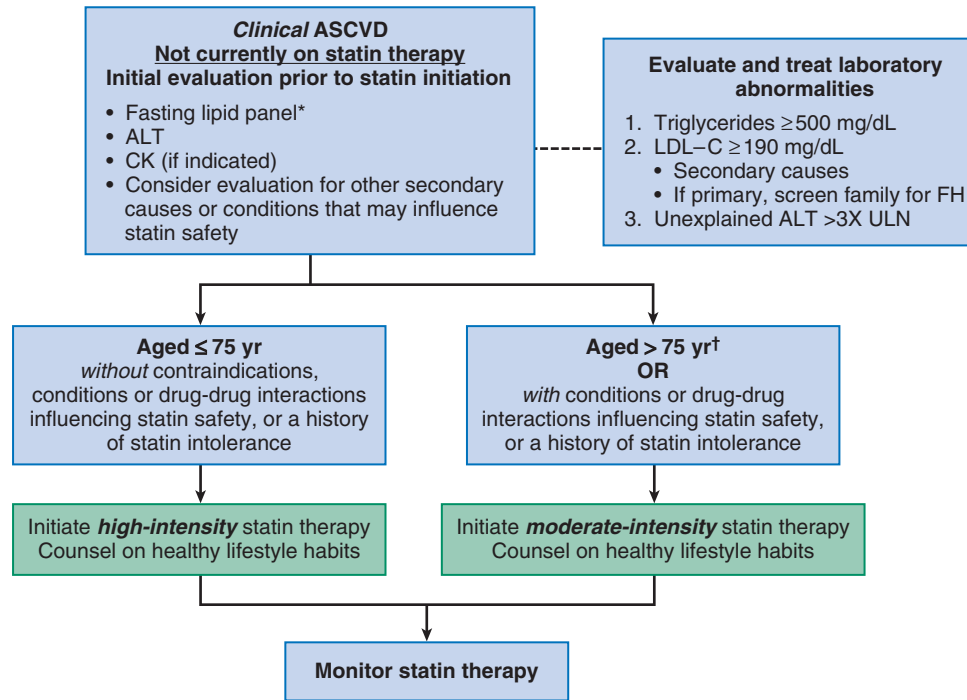 Clinical ASCVD
Not currently on statin therapy
Initial evaluation prior to statin initiation
• Fasting lipid panel*
• ALT
• CK (if indicated)
• Consider evaluation for other secondary
causes or conditions that may influence
statin safety
Evaluate and treat laboratory
abnormalities
1. Triglycerides ≥500 mg/dL
2. LDL–C ≥190 mg/dL
• Secondary causes
• If primary, screen family for FH
3. Unexplained ALT >3X ULN
Aged ≤ 75 yr
without contraindications,
conditions or drug-drug interactions
influencing statin safety, or a history
of statin intolerance
Aged > 75 yr†
OR
with conditions or drug-drug
interactions influencing statin safety,
or a history of statin intolerance
Initiate high-intensity statin therapy
Counsel on healthy lifestyle habits
Initiate moderate-intensity statin therapy
Counsel on healthy lifestyle habits
Monitor statin therapy